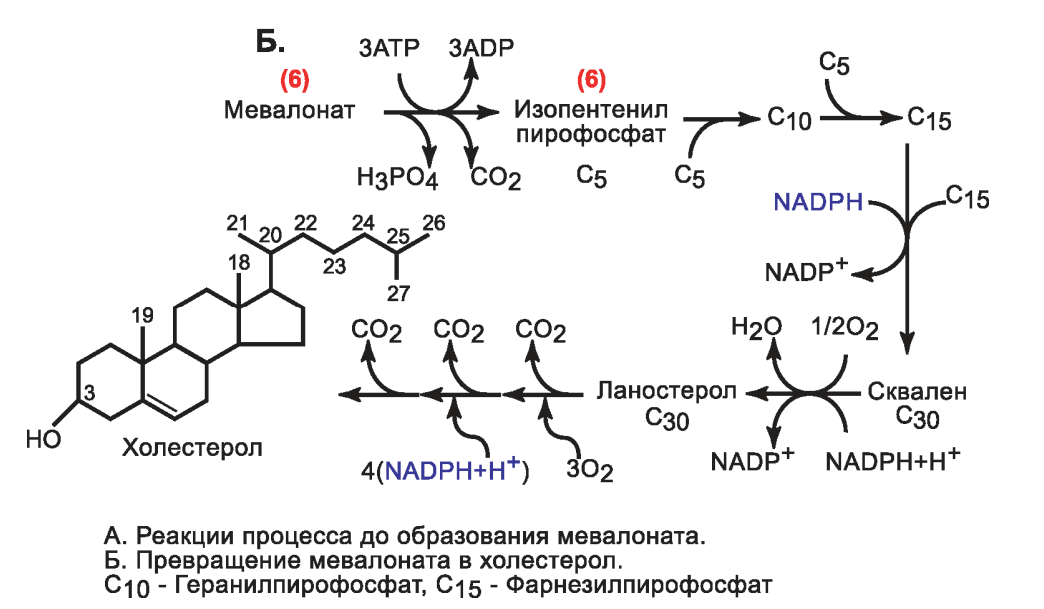 Б.
3ATP 3ADP
(6) (6)
Мевалонат Изопентенил
пирофосфат
H3PO4 CO2 C5 C5 C10 C5 C15
NADPH C15
NADP+
21 20 22 24 25 26
23 27
18
19
3
HO
Холестерол
CO2 CO2 CO2 H2O 1/2O2
Ланостерол Сквален
C30 C30
4(NADPH+H+) 3O2 NADP+ NADPH+H+
А. Реакции процесса до образования мевалоната.
Б. Превращение мевалоната в холестерол.
C10 - Геранилпирофосфат, C15 - Фарнезилпирофосфат